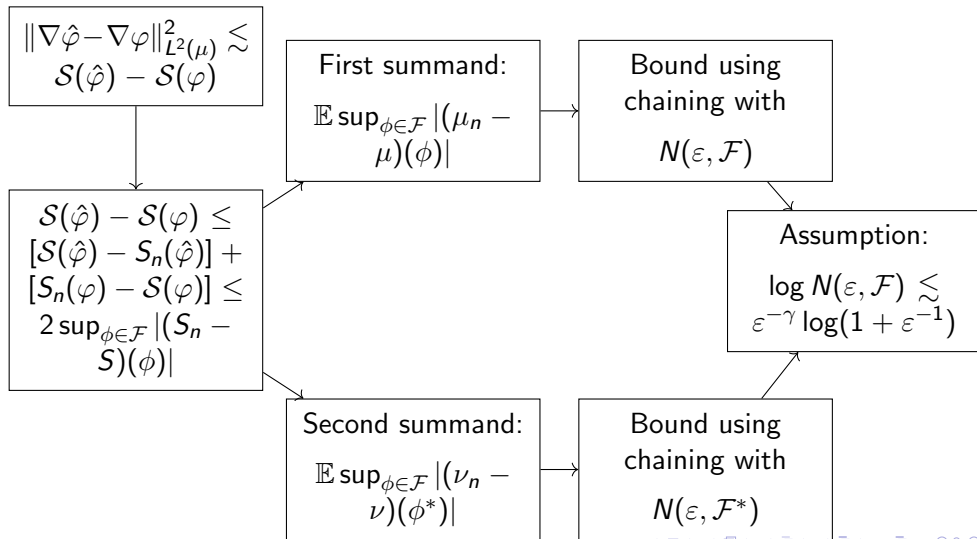 ‖∇φ̂−∇φ‖²_{L²(μ)} ≲
𝒮(φ̂) − 𝒮(φ)
𝒮(φ̂) − 𝒮(φ) ≤
[𝒮(φ̂) − S_n(φ̂)] +
[S_n(φ) − 𝒮(φ)] ≤
2 sup_{ϕ∈ℱ} |(S_n −
S)(ϕ)|
First summand:
𝔼 sup_{ϕ∈ℱ} |(μ_n −
μ)(ϕ)|
Bound using
chaining with
N(ε, ℱ)
Second summand:
𝔼 sup_{ϕ∈ℱ} |(ν_n −
ν)(ϕ*)|
Bound using
chaining with
N(ε, ℱ*)
Assumption:
log N(ε, ℱ) ≲
ε^{−γ} log(1 + ε^{−1})